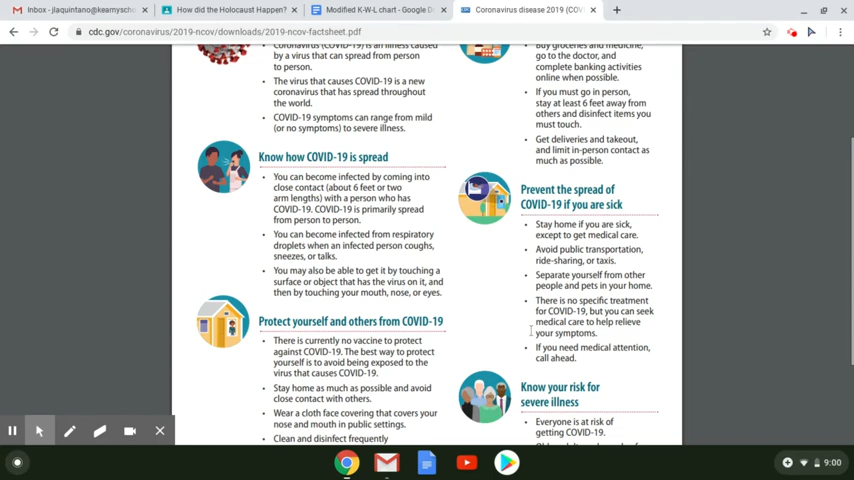 Inbox - jlaquintano@kearnyschoo
How did the Holocaust Happen?"
Modified K-W-L chart - Google D
Coronavirus disease 2019 (COVI
cdc.gov/coronavirus/2019-ncov/downloads/2019-ncov-factsheet.pdf
Coronavirus (COVID-19) is an illness caused
by a virus that can spread from person
to person.
• The virus that causes COVID-19 is a new
coronavirus that has spread throughout
the world.
• COVID-19 symptoms can range from mild
(or no symptoms) to severe illness.
Know how COVID-19 is spread
• You can become infected by coming into
close contact (about 6 feet or two
arm lengths) with a person who has
COVID-19. COVID-19 is primarily spread
from person to person.
• You can become infected from respiratory
droplets when an infected person coughs,
sneezes, or talks.
• You may also be able to get it by touching a
surface or object that has the virus on it, and
then by touching your mouth, nose, or eyes.
Protect yourself and others from COVID-19
• There is currently no vaccine to protect
against COVID-19. The best way to protect
yourself is to avoid being exposed to the
virus that causes COVID-19.
• Stay home as much as possible and avoid
close contact with others.
• Wear a cloth face covering that covers your
nose and mouth in public settings.
• Clean and disinfect frequently
• Buy groceries and medicine,
go to the doctor, and
complete banking activities
online when possible.
• If you must go in person,
stay at least 6 feet away from
others and disinfect items you
must touch.
• Get deliveries and takeout,
and limit in-person contact as
much as possible.
Prevent the spread of
COVID-19 if you are sick
• Stay home if you are sick,
except to get medical care.
• Avoid public transportation,
ride-sharing, or taxis.
• Separate yourself from other
people and pets in your home.
• There is no specific treatment
for COVID-19, but you can seek
medical care to help relieve
your symptoms.
• If you need medical attention,
call ahead.
Know your risk for
severe illness
• Everyone is at risk of
getting COVID-19.
9:00